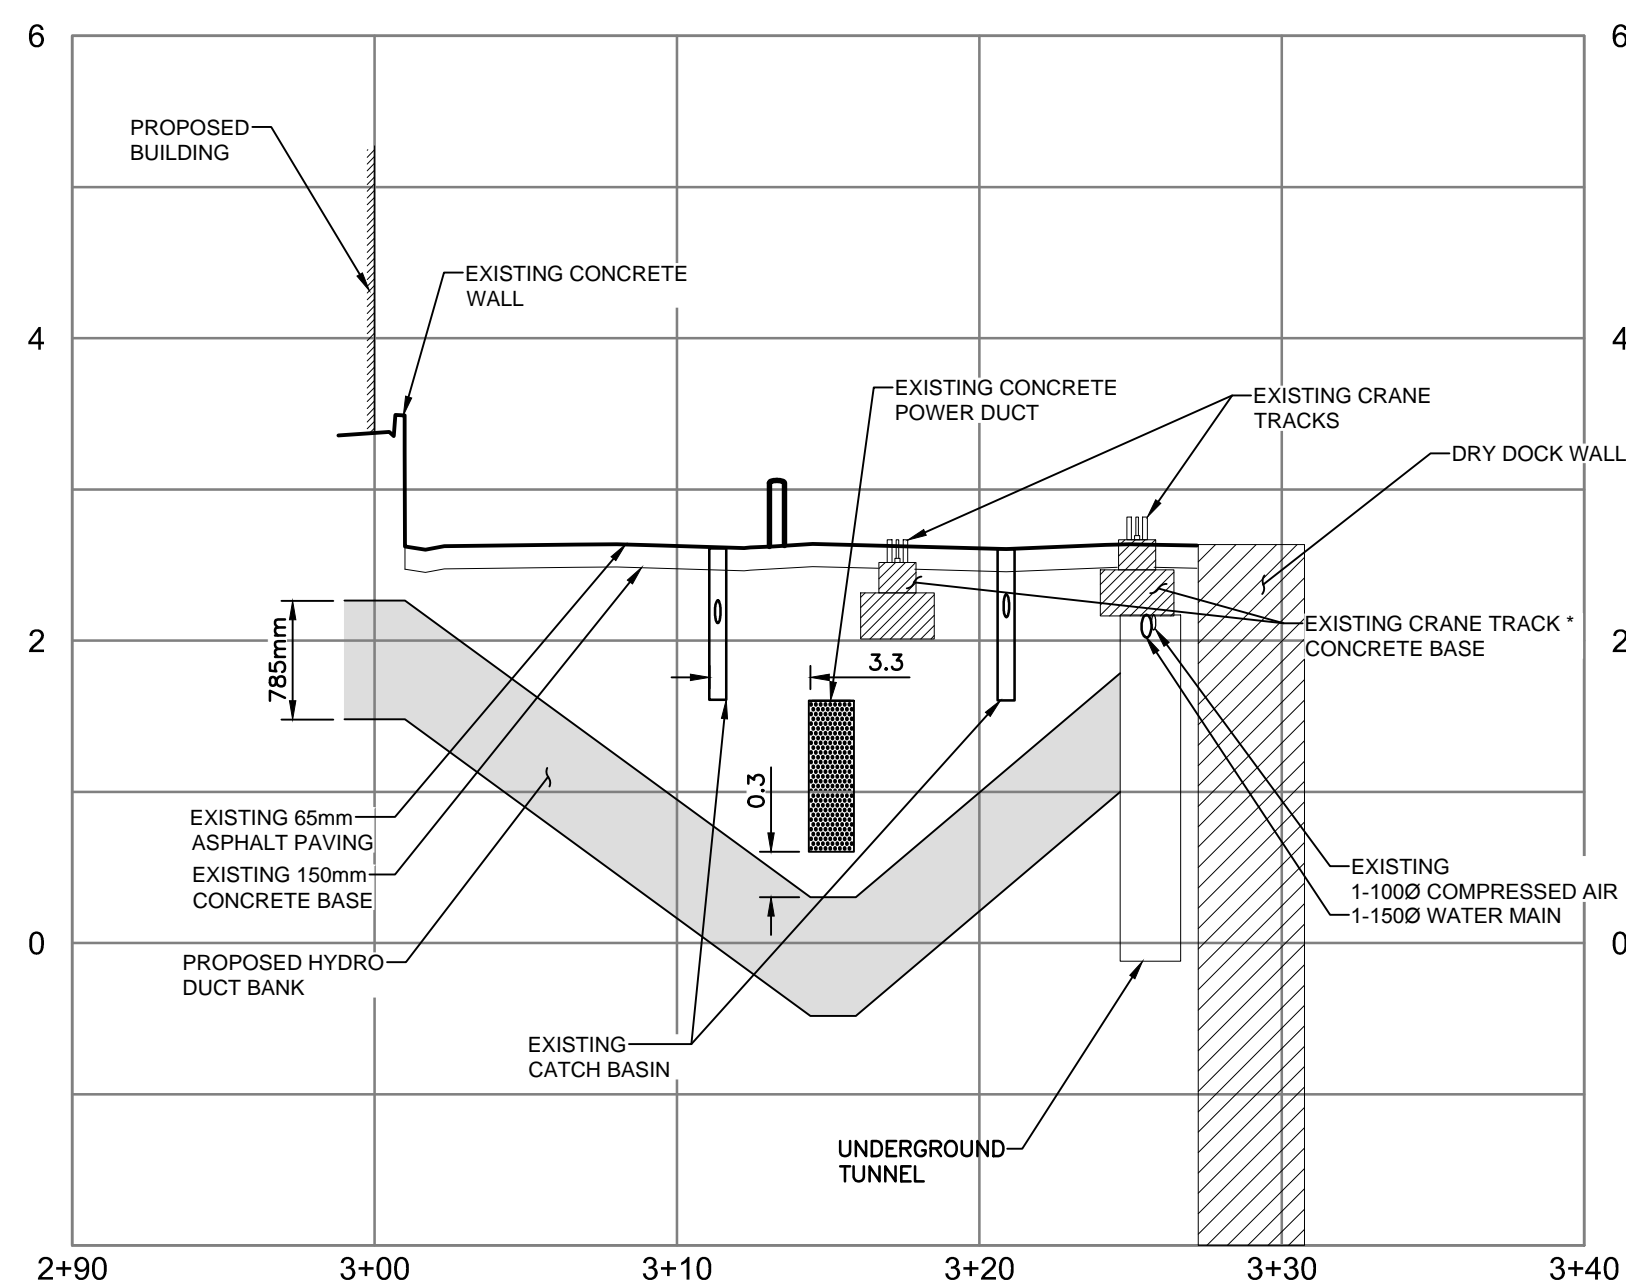 6
6
PROPOSED
BUILDING
EXISTING CONCRETE
WALL
4
4
EXISTING CONCRETE
POWER DUCT
EXISTING CRANE
TRACKS
DRY DOCK WALL
785mm
2
2
3.3
EXISTING CRANE TRACK *
CONCRETE BASE
0.3
EXISTING 65mm
ASPHALT PAVING
EXISTING 150mm
CONCRETE BASE
EXISTING
1-100Ø COMPRESSED AIR
1-150Ø WATER MAIN
0
0
PROPOSED HYDRO
DUCT BANK
EXISTING
CATCH BASIN
UNDERGROUND
TUNNEL
2+90
3+00
3+10
3+20
3+30
3+40